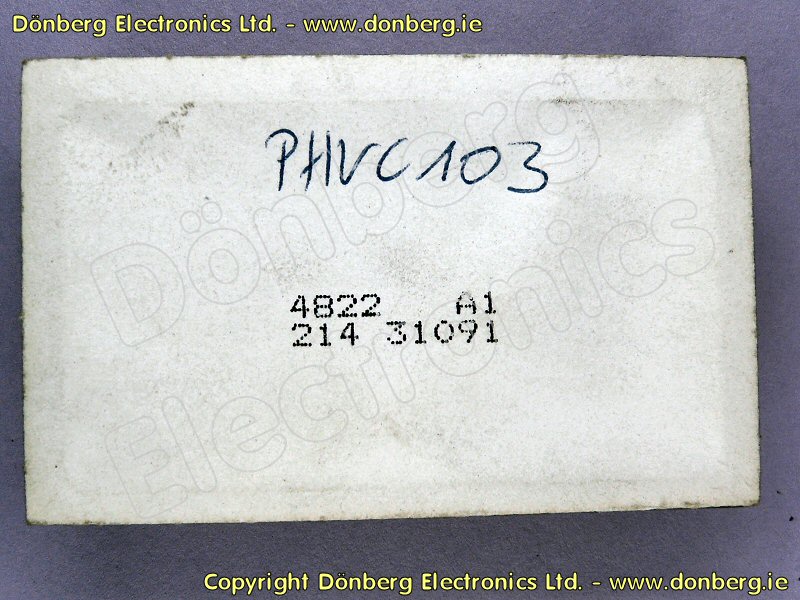 Dönberg Electronics Ltd. - www.donberg.ie
PHVC103
4822 A1
214 31091
Dönberg
Electronics
Copyright Dönberg Electronics Ltd. - www.donberg.ie